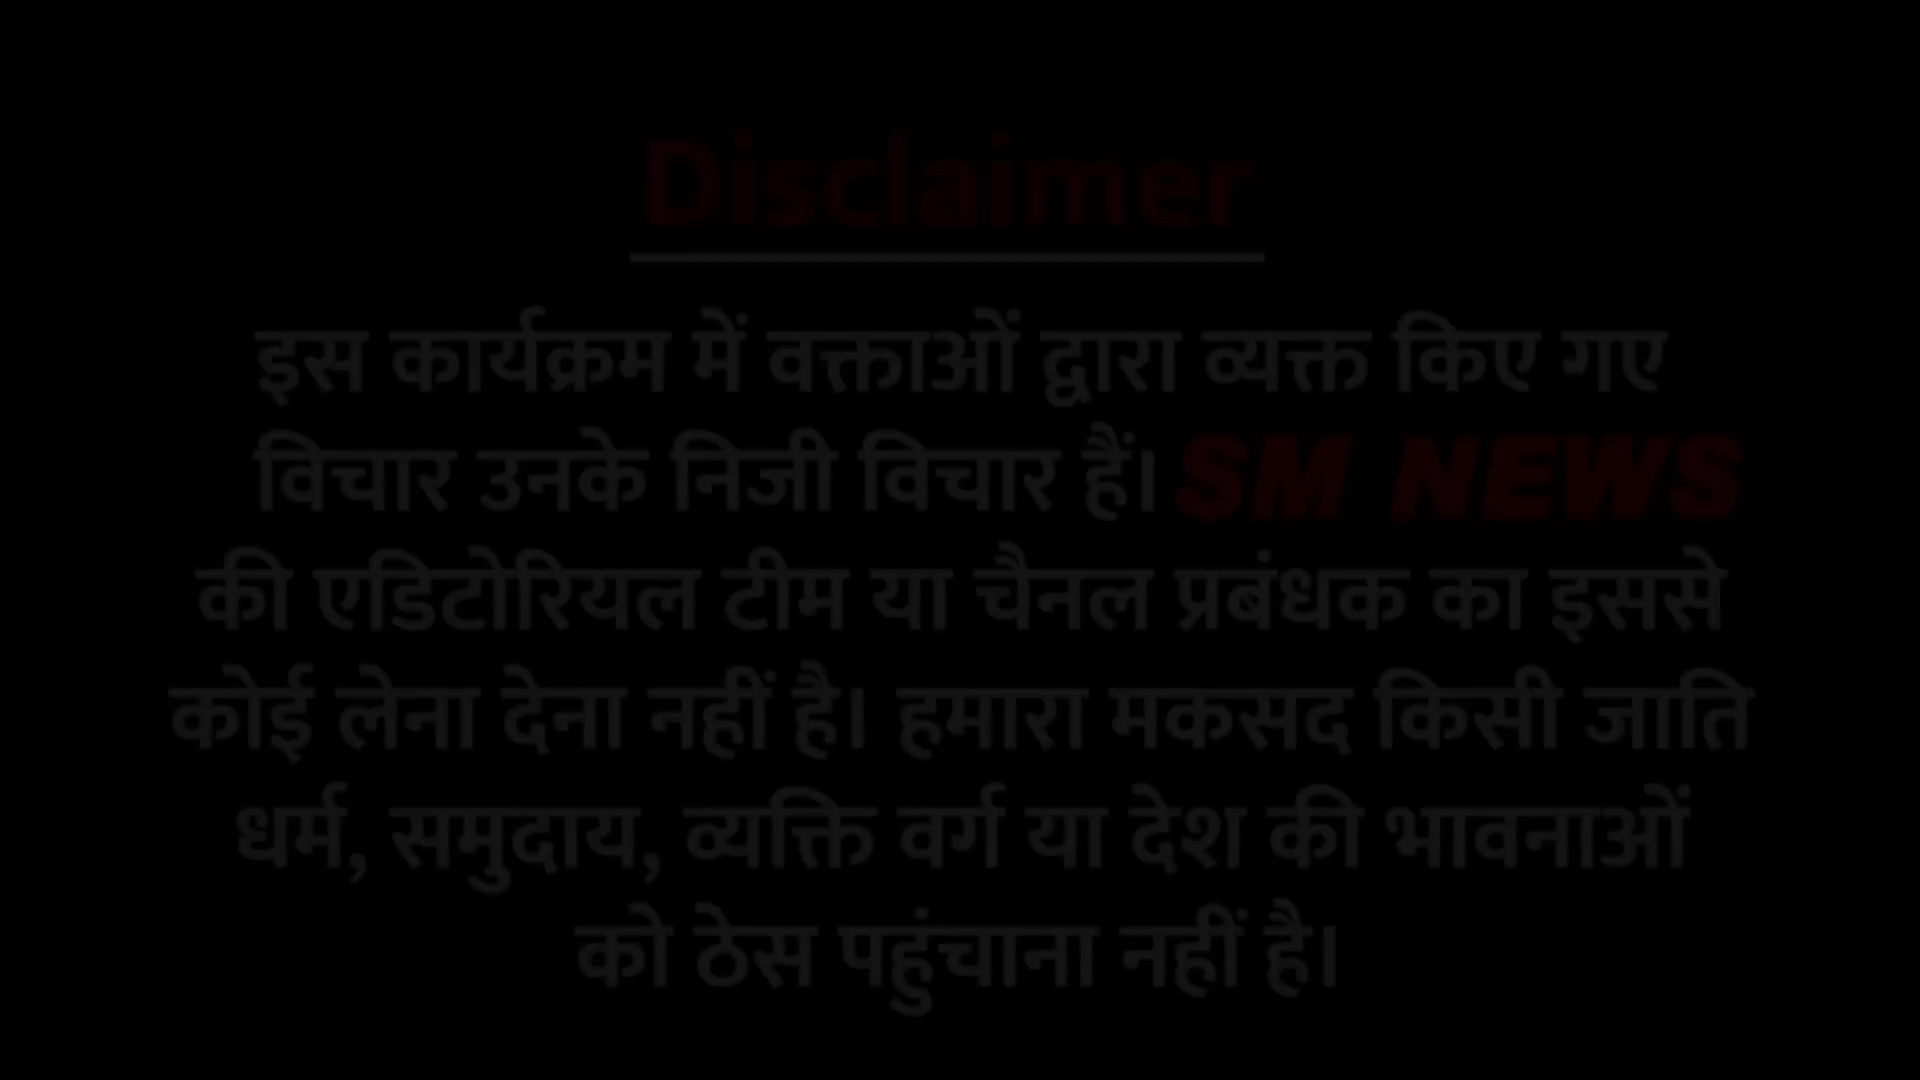 Disclaimer
इस कार्यक्रम में वक्ताओं द्वारा व्यक्त किए गए
विचार उनके निजी विचार हैं। SM NEWS
की एडिटोरियल टीम या चैनल प्रबंधक का इससे
कोई लेना देना नहीं है। हमारा मकसद किसी जाति
धर्म, समुदाय, व्यक्ति वर्ग या देश की भावनाओं
को ठेस पहुंचाना नहीं है।